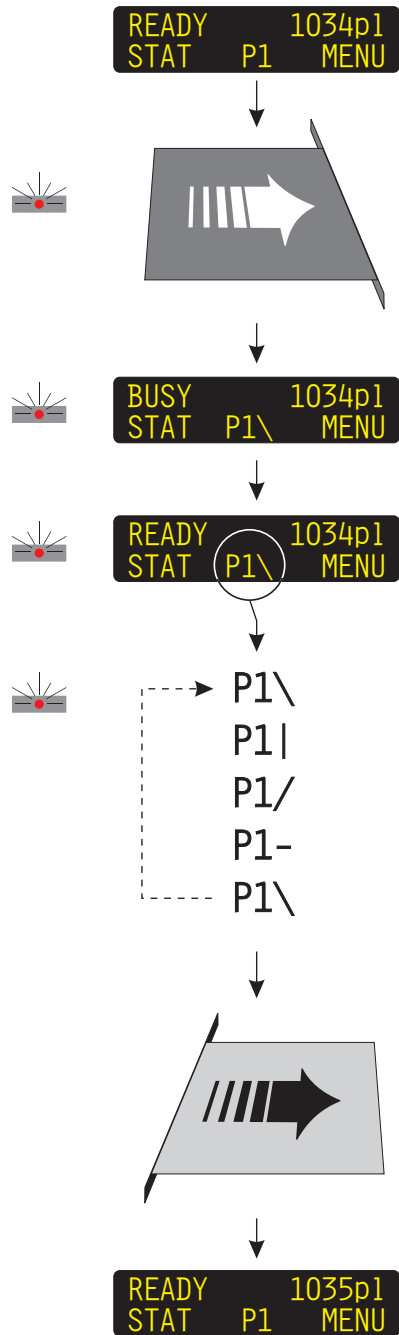 READY 1034pl
STAT P1 MENU
BUSY 1034pl
STAT P1\ MENU
READY 1034pl
STAT P1\ MENU
P1\
P1|
P1/
P1-
P1\
READY 1035pl
STAT P1 MENU